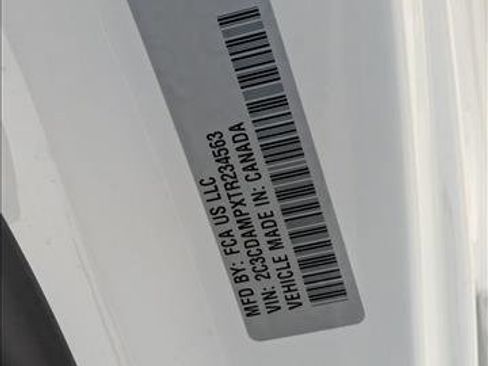 MFD BY: FCA US LLC
VIN: 2C3CDAMPXTR234563
VEHICLE MADE IN: CANADA